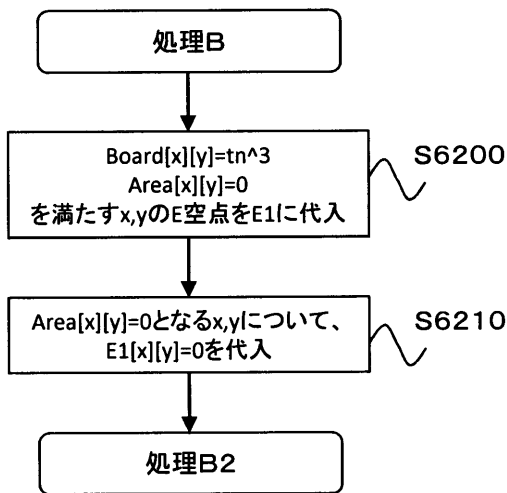 処理B
Board[x][y]=tn^3
Area[x][y]=0
を満たすx,yのE空点をE1に代入
S6200
Area[x][y]=0となるx,yについて、
E1[x][y]=0を代入
S6210
処理B2